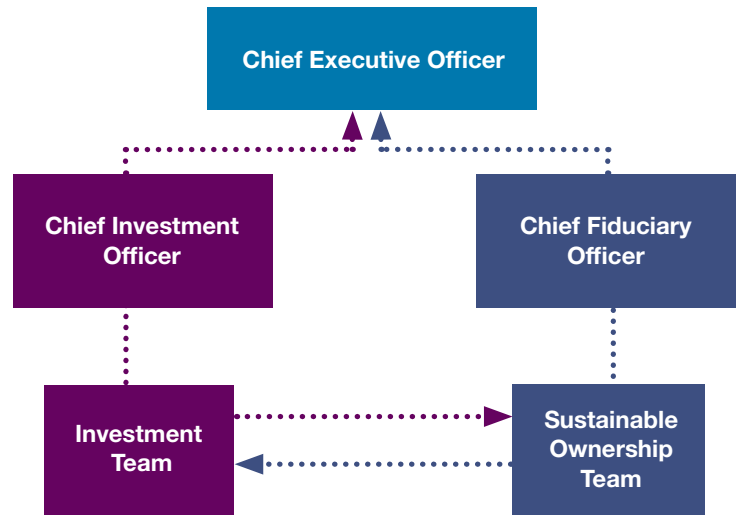 Chief Executive Officer
Chief Investment
Officer
Chief Fiduciary
Officer
Investment
Team
Sustainable
Ownership
Team